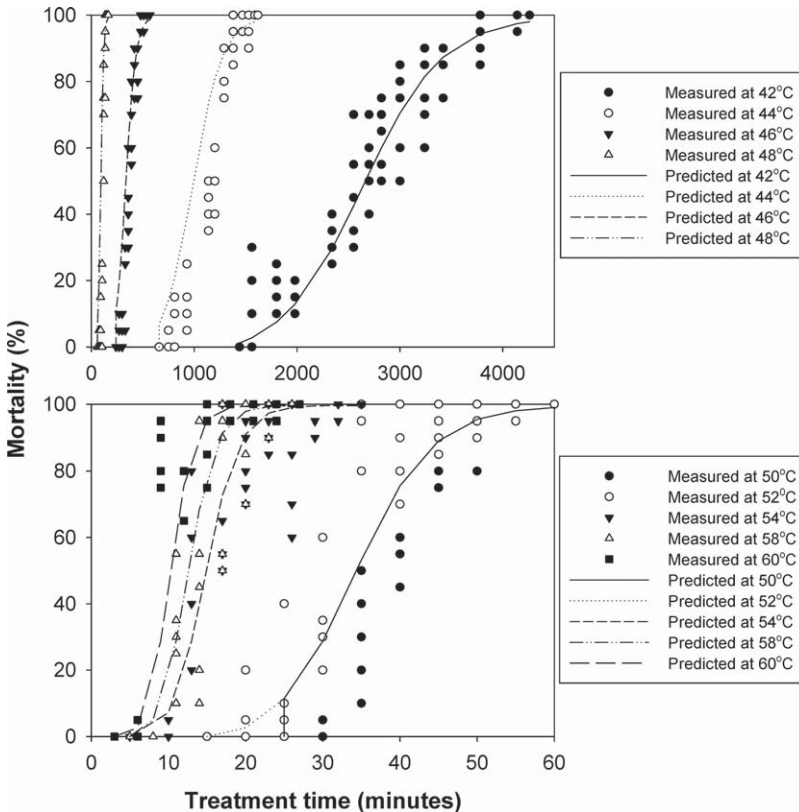 100
80
60
40
20
0
0
1000
2000
3000
4000
Measured at 42°C
Measured at 44°C
Measured at 46°C
Measured at 48°C
Predicted at 42°C
Predicted at 44°C
Predicted at 46°C
Predicted at 48°C
Mortality (%)
100
80
60
40
20
0
0
10
20
30
40
50
60
Measured at 50°C
Measured at 52⁰C
Measured at 54°C
Measured at 58°C
Measured at 60°C
Predicted at 50°C
Predicted at 52°C
Predicted at 54°C
Predicted at 58°C
Predicted at 60°C
Treatment time (minutes)